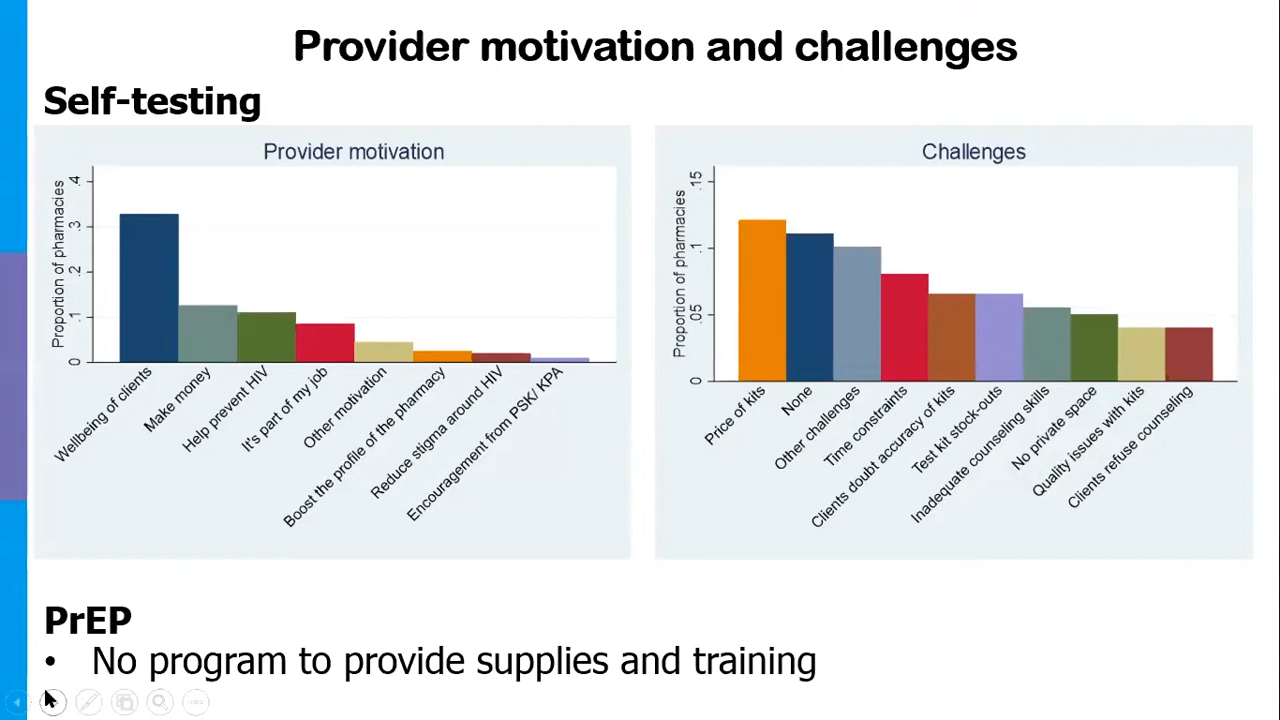 Provider motivation and challenges
Self-testing
Provider motivation
Proportion of pharmacies
.4
.3
.2
.1
0
Wellbeing of clients
Make money
Help prevent HIV
It's part of my job
Other motivation
Boost the profile of the pharmacy
Reduce stigma around HIV
Encouragement from PSK/ KPA
Challenges
Proportion of pharmacies
.15
.1
.05
0
Price of kits
None
Other challenges
Time constraints
Clients doubt accuracy of kits
Test kit stock-outs
Inadequate counseling skills
No private space
Quality issues with kits
Clients refuse counseling
PrEP
• No program to provide supplies and training